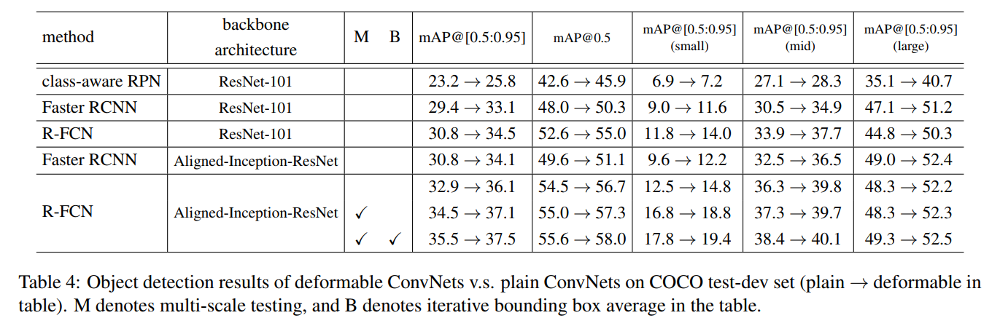 method backbone architecture M B mAP@[0.5:0.95] mAP@0.5 mAP@[0.5:0.95] (small) mAP@[0.5:0.95] (mid) mAP@[0.5:0.95] (large)
class-aware RPN ResNet-101 23.2 → 25.8 42.6 → 45.9 6.9 → 7.2 27.1 → 28.3 35.1 → 40.7
Faster RCNN ResNet-101 29.4 → 33.1 48.0 → 50.3 9.0 → 11.6 30.5 → 34.9 47.1 → 51.2
R-FCN ResNet-101 30.8 → 34.5 52.6 → 55.0 11.8 → 14.0 33.9 → 37.7 44.8 → 50.3
Faster RCNN Aligned-Inception-ResNet 30.8 → 34.1 49.6 → 51.1 9.6 → 12.2 32.5 → 36.5 49.0 → 52.4
32.9 → 36.1 54.5 → 56.7 12.5 → 14.8 36.3 → 39.8 48.3 → 52.2
R-FCN Aligned-Inception-ResNet ✓ 34.5 → 37.1 55.0 → 57.3 16.8 → 18.8 37.3 → 39.7 48.3 → 52.3
✓ ✓ 35.5 → 37.5 55.6 → 58.0 17.8 → 19.4 38.4 → 40.1 49.3 → 52.5
Table 4: Object detection results of deformable ConvNets v.s. plain ConvNets on COCO test-dev set (plain → deformable in
table). M denotes multi-scale testing, and B denotes iterative bounding box average in the table.